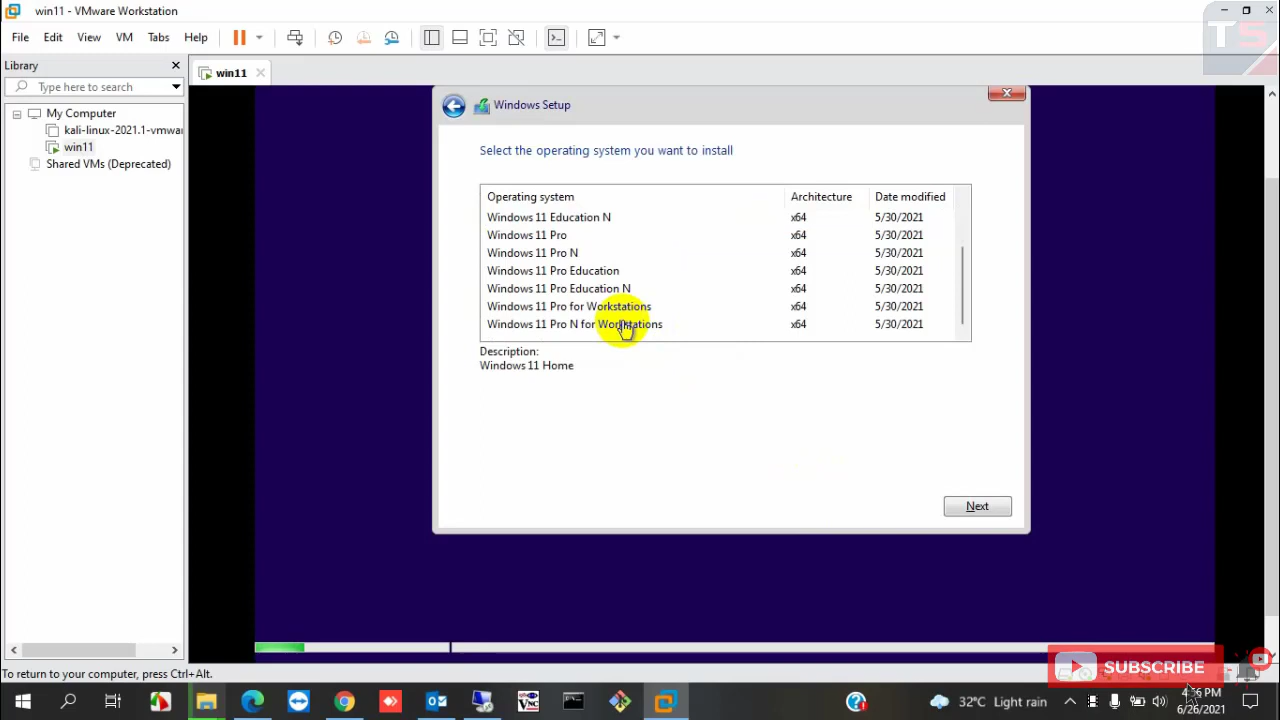 win11 - VMware Workstation
File Edit View VM Tabs Help
TS
Library
Type here to search
My Computer
kali-linux-2021.1-vmwar
win11
Shared VMs (Deprecated)
win11
Windows Setup
Select the operating system you want to install
Operating system Architecture Date modified
Windows 11 Education N x64 5/30/2021
Windows 11 Pro x64 5/30/2021
Windows 11 Pro N x64 5/30/2021
Windows 11 Pro Education x64 5/30/2021
Windows 11 Pro Education N x64 5/30/2021
Windows 11 Pro for Workstations x64 5/30/2021
Windows 11 Pro N for Workstations x64 5/30/2021
Description:
Windows 11 Home
Next
To return to your computer, press Ctrl+Alt.
SUBSCRIBE
32°C Light rain
PM
6/26/2021